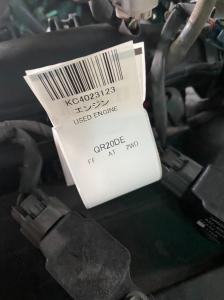 KC4023123
エンジン
USED ENGINE
QR20DE
FF AT 2WD